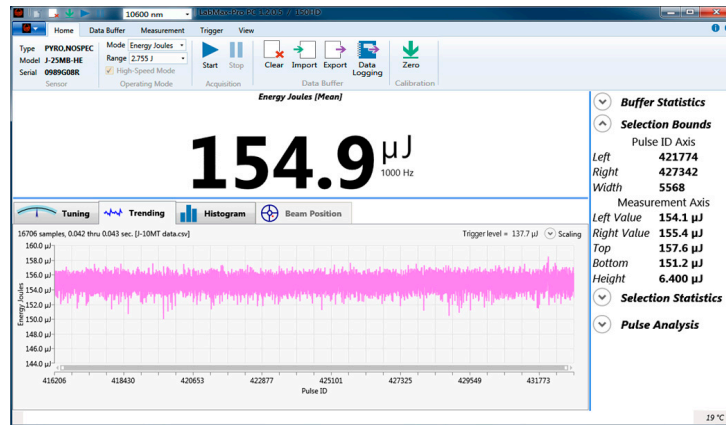 10600 nm LabMax-Pro PC
Home Data Buffer Measurement Trigger View
Type PYRO,NOSPEC
Model J-25MB-HE
Serial 0989G08R
Sensor
Mode Energy Joules
Range 2.755 J
High-Speed Mode
Operating Mode
Start Stop
Acquisition
Clear Import Export Data Logging
Data Buffer
Zero
Calibration
Energy Joules [Mean]
154.9 µJ
1000 Hz
Tuning Trending Histogram Beam Position
16706 samples, 0.042 thru 0.043 sec. [J-10MT data.csv] Trigger level = 137.7 µJ Scaling
Energy Joules
160.0 µJ
158.0 µJ
156.0 µJ
154.0 µJ
152.0 µJ
150.0 µJ
148.0 µJ
146.0 µJ
144.0 µJ
416206 418430 420653 422877 425101 427325 429549 431773
Pulse ID
Buffer Statistics
Selection Bounds
Pulse ID Axis
Left 421774
Right 427342
Width 5568
Measurement Axis
Left Value 154.1 µJ
Right Value 155.4 µJ
Top 157.6 µJ
Bottom 151.2 µJ
Height 6.400 µJ
Selection Statistics
Pulse Analysis
19 °C